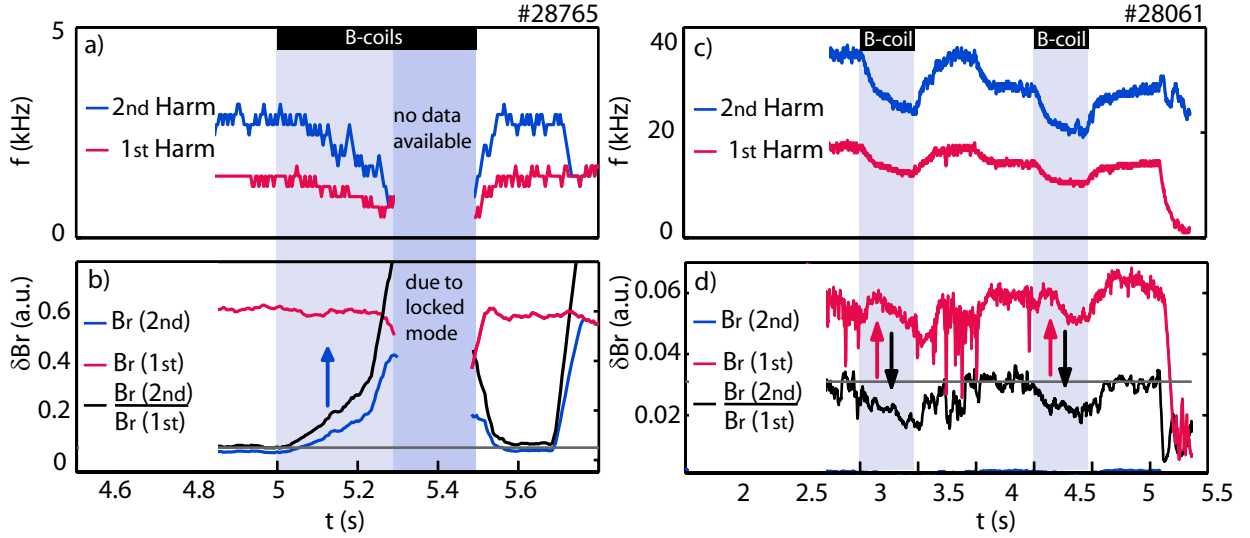 #28765
#28061
5
a)
B-coils
2nd Harm
1st Harm
no data
available
f (kHz)
0
40
c)
B-coil
B-coil
2nd Harm
20
1st Harm
f (kHz)
0
b)
due to
locked
mode
0.6
Br (2nd)
0.4
Br (1st)
Br (2nd)
0.2
Br (1st)
0
δBr (a.u.)
4.6
4.8
5
5.2
5.4
5.6
t (s)
d)
0.06
Br (2nd)
0.04
Br (1st)
Br (2nd)
0.02
Br (1st)
δBr (a.u.)
2
2.5
3
3.5
4
4.5
5
5.5
t (s)